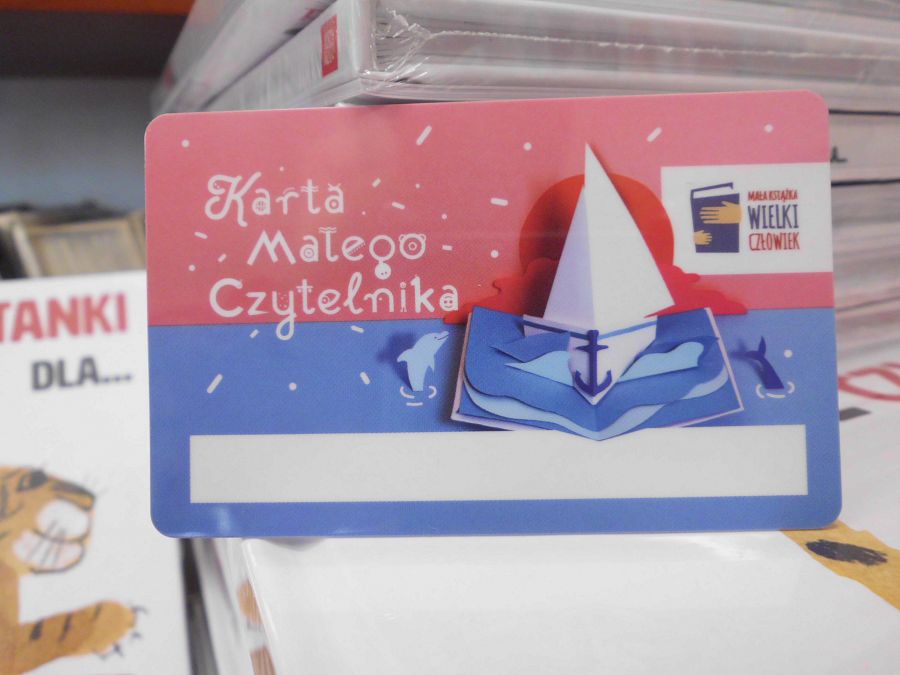 Karta
Małego
Czytelnika
MAŁA KSIĄŻKA
WIELKI
CZŁOWIEK
TANKI
DLA...